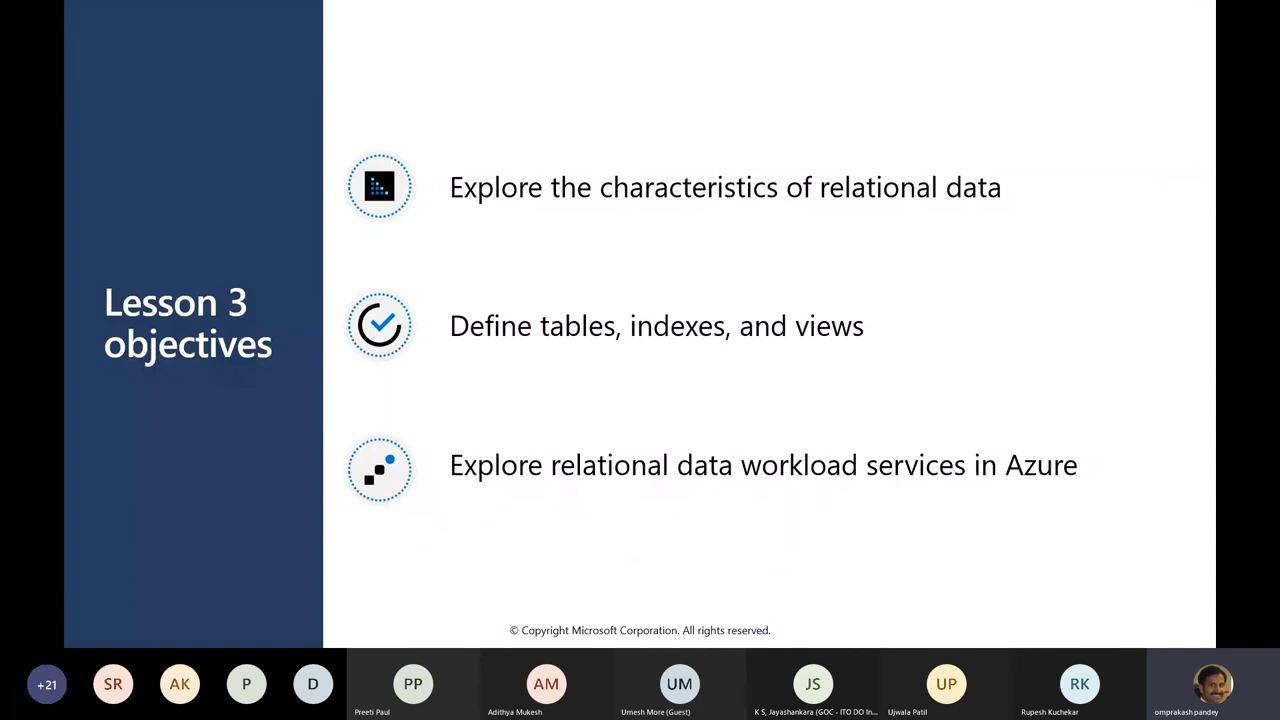 Lesson 3
objectives
Explore the characteristics of relational data
Define tables, indexes, and views
Explore relational data workload services in Azure
© Copyright Microsoft Corporation. All rights reserved.
+21
SR
AK
P
D
PP
AM
UM
JS
UP
RK
Preeti Paul
Adithya Mukesh
Umesh More (Guest)
K S, Jayashankara (GOC - ITO DO In...
Ujwala Patil
Rupesh Kuchekar
omprakash pandey